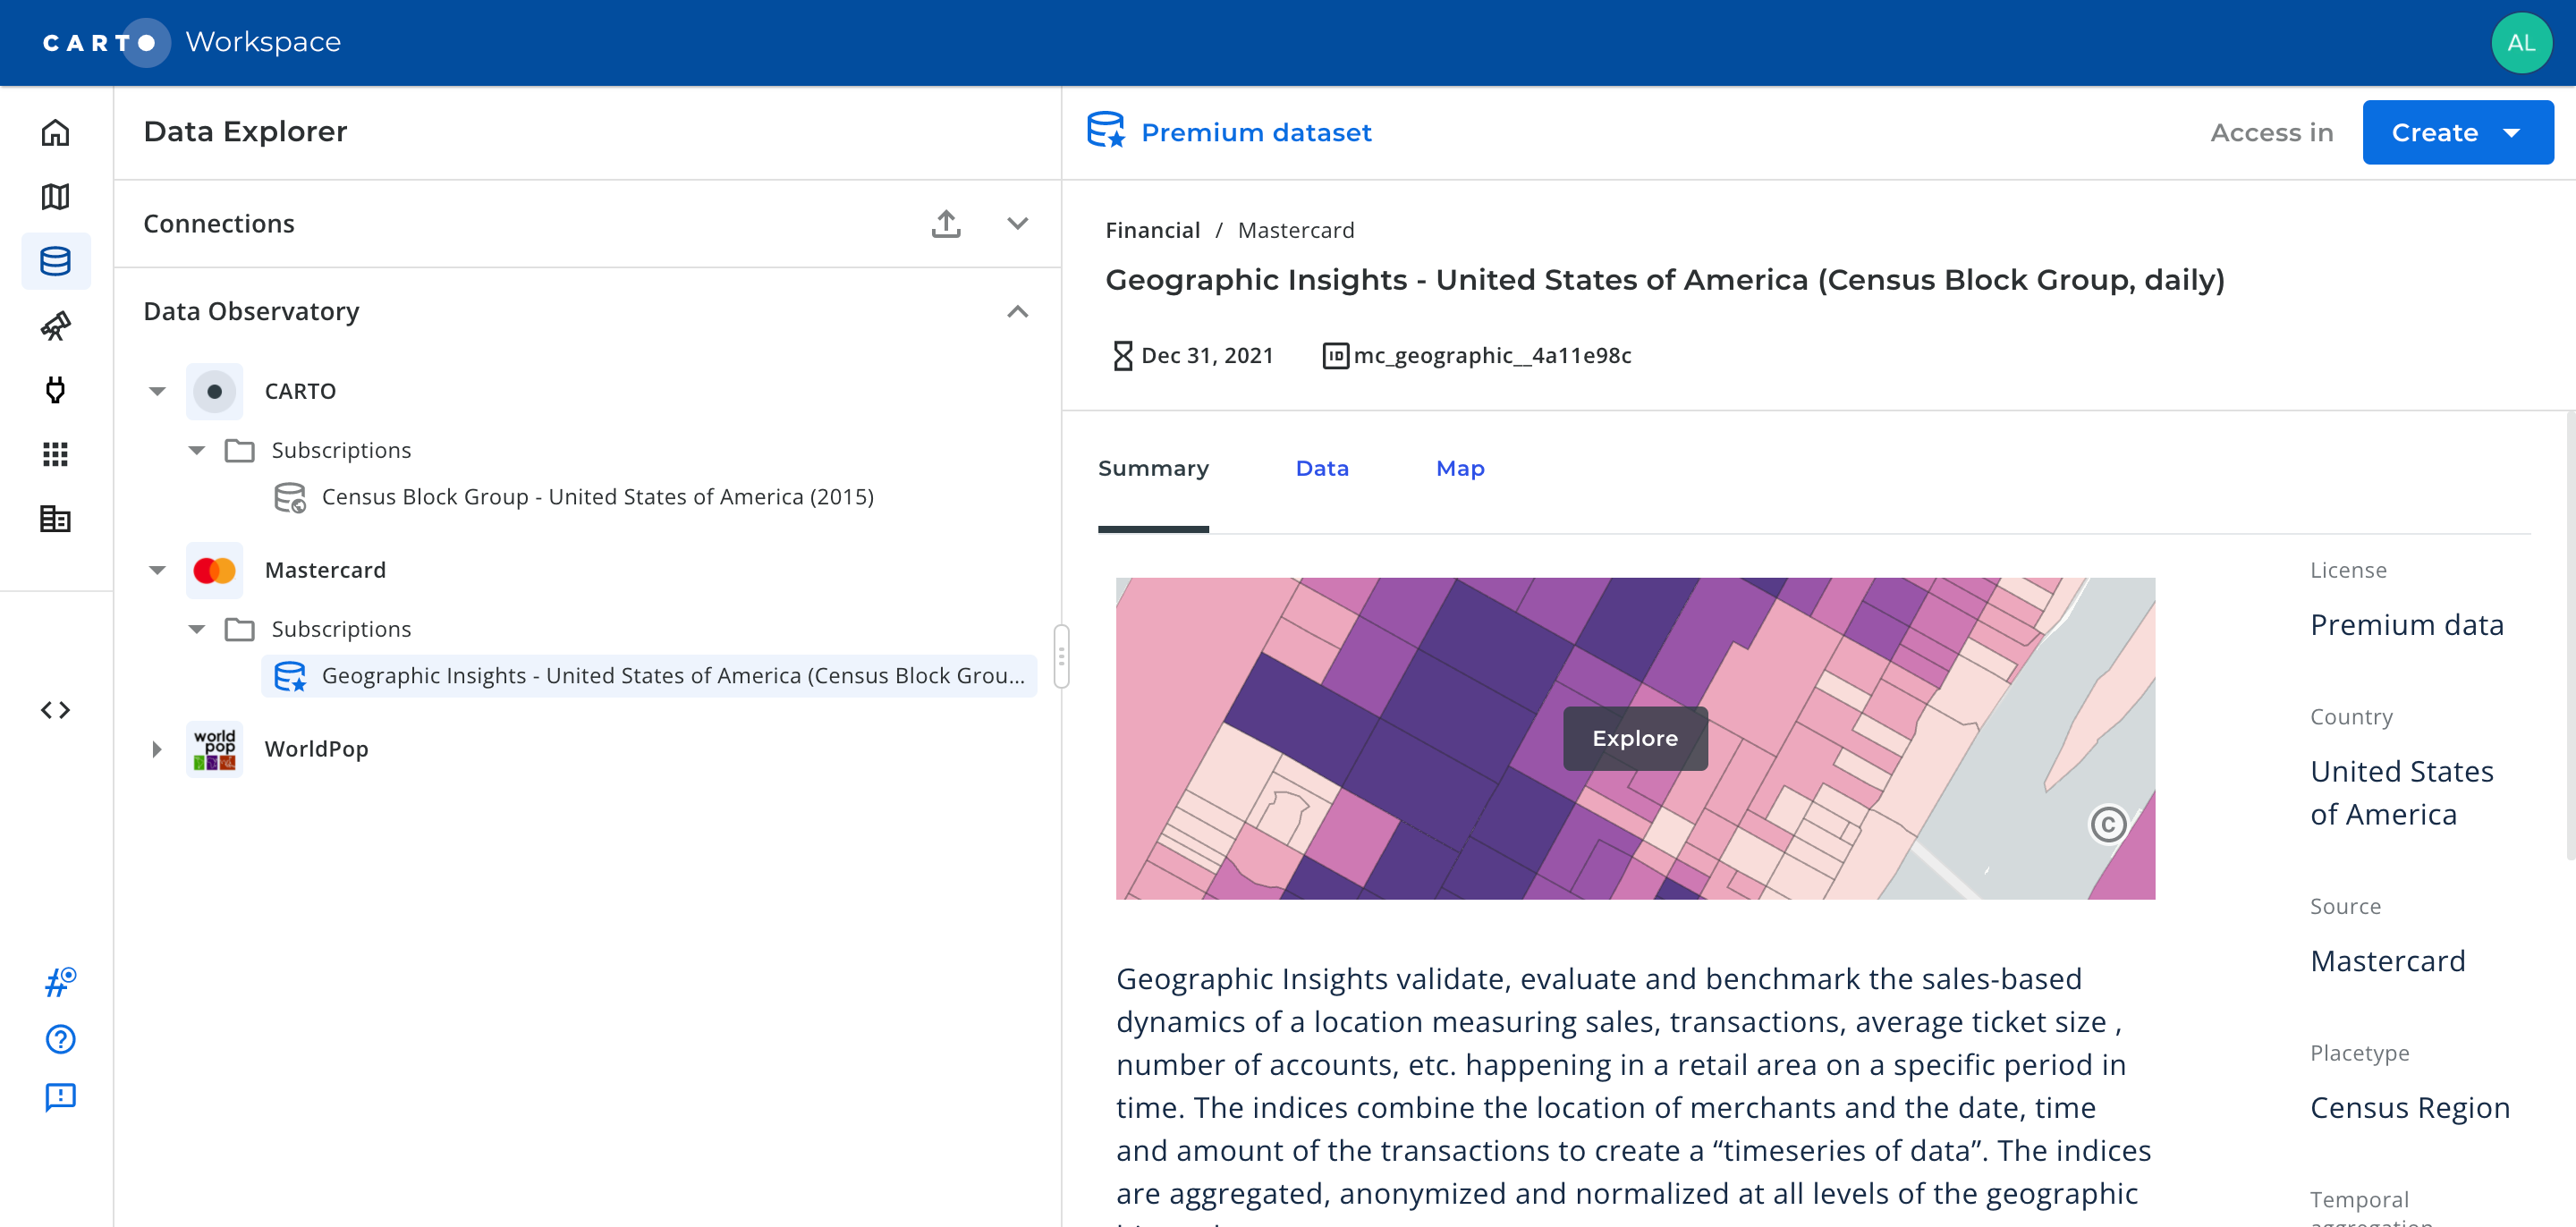 CARTO Workspace
AL
Data Explorer
Connections
Data Observatory
CARTO
Subscriptions
Census Block Group - United States of America (2015)
Mastercard
Subscriptions
Geographic Insights - United States of America (Census Block Grou...
world
pop
WorldPop
Premium dataset
Access in
Create
Financial / Mastercard
Geographic Insights - United States of America (Census Block Group, daily)
Dec 31, 2021
ID mc_geographic__4a11e98c
Summary
Data
Map
Explore
©
Geographic Insights validate, evaluate and benchmark the sales-based
dynamics of a location measuring sales, transactions, average ticket size ,
number of accounts, etc. happening in a retail area on a specific period in
time. The indices combine the location of merchants and the date, time
and amount of the transactions to create a “timeseries of data”. The indices
are aggregated, anonymized and normalized at all levels of the geographic
License
Premium data
Country
United States
of America
Source
Mastercard
Placetype
Census Region
Temporal